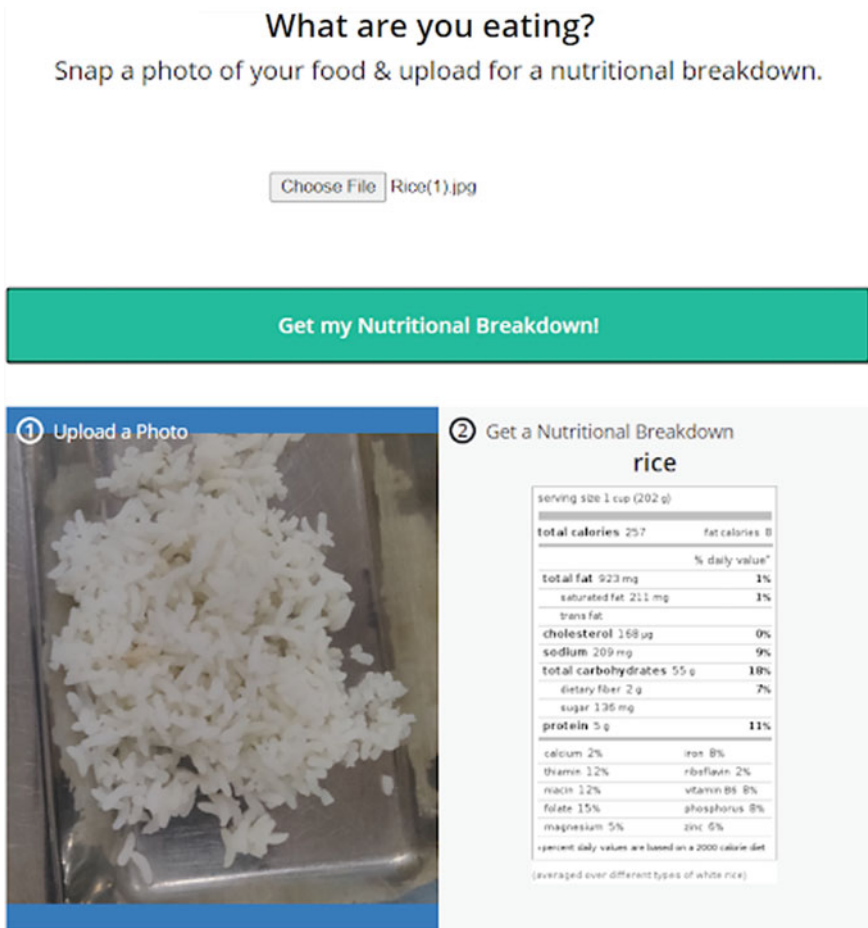 What are you eating?
Snap a photo of your food & upload for a nutritional breakdown.
Choose File Rice(1).jpg
Get my Nutritional Breakdown!
1 Upload a Photo
2 Get a Nutritional Breakdown
rice
serving size 1 cup (202 g)
total calories 257 fat calories 8
% daily value*
total fat 923 mg 1%
saturated fat 211 mg 1%
trans fat
cholesterol 168 µg 0%
sodium 209 mg 9%
total carbohydrates 55 g 18%
dietary fiber 2 g 7%
sugar 136 mg
protein 5 g 11%
calcium 2% iron 8%
thiamin 12% riboflavin 2%
niacin 12% vitamin B6 8%
folate 15% phosphorus 8%
magnesium 5% zinc 6%
*percent daily values are based on a 2000 calorie diet
(averaged over different types of white rice)